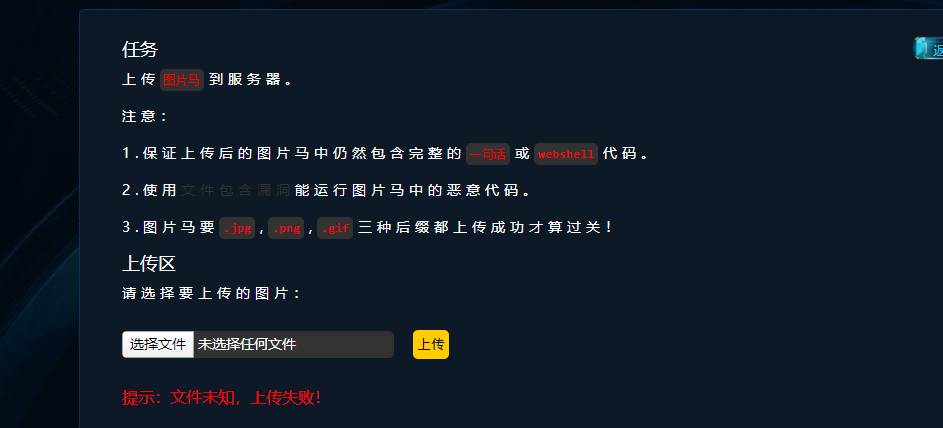 任务
返
上传 图片马 到服务器。
注意：
1.保证上传后的图片马中仍然包含完整的 一句话 或 webshell 代码。
2.使用文件包含漏洞能运行图片马中的恶意代码。
3.图片马要 .jpg , .png , .gif 三种后缀都上传成功才算过关！
上传区
请选择要上传的图片：
选择文件 未选择任何文件 上传
提示：文件未知，上传失败！